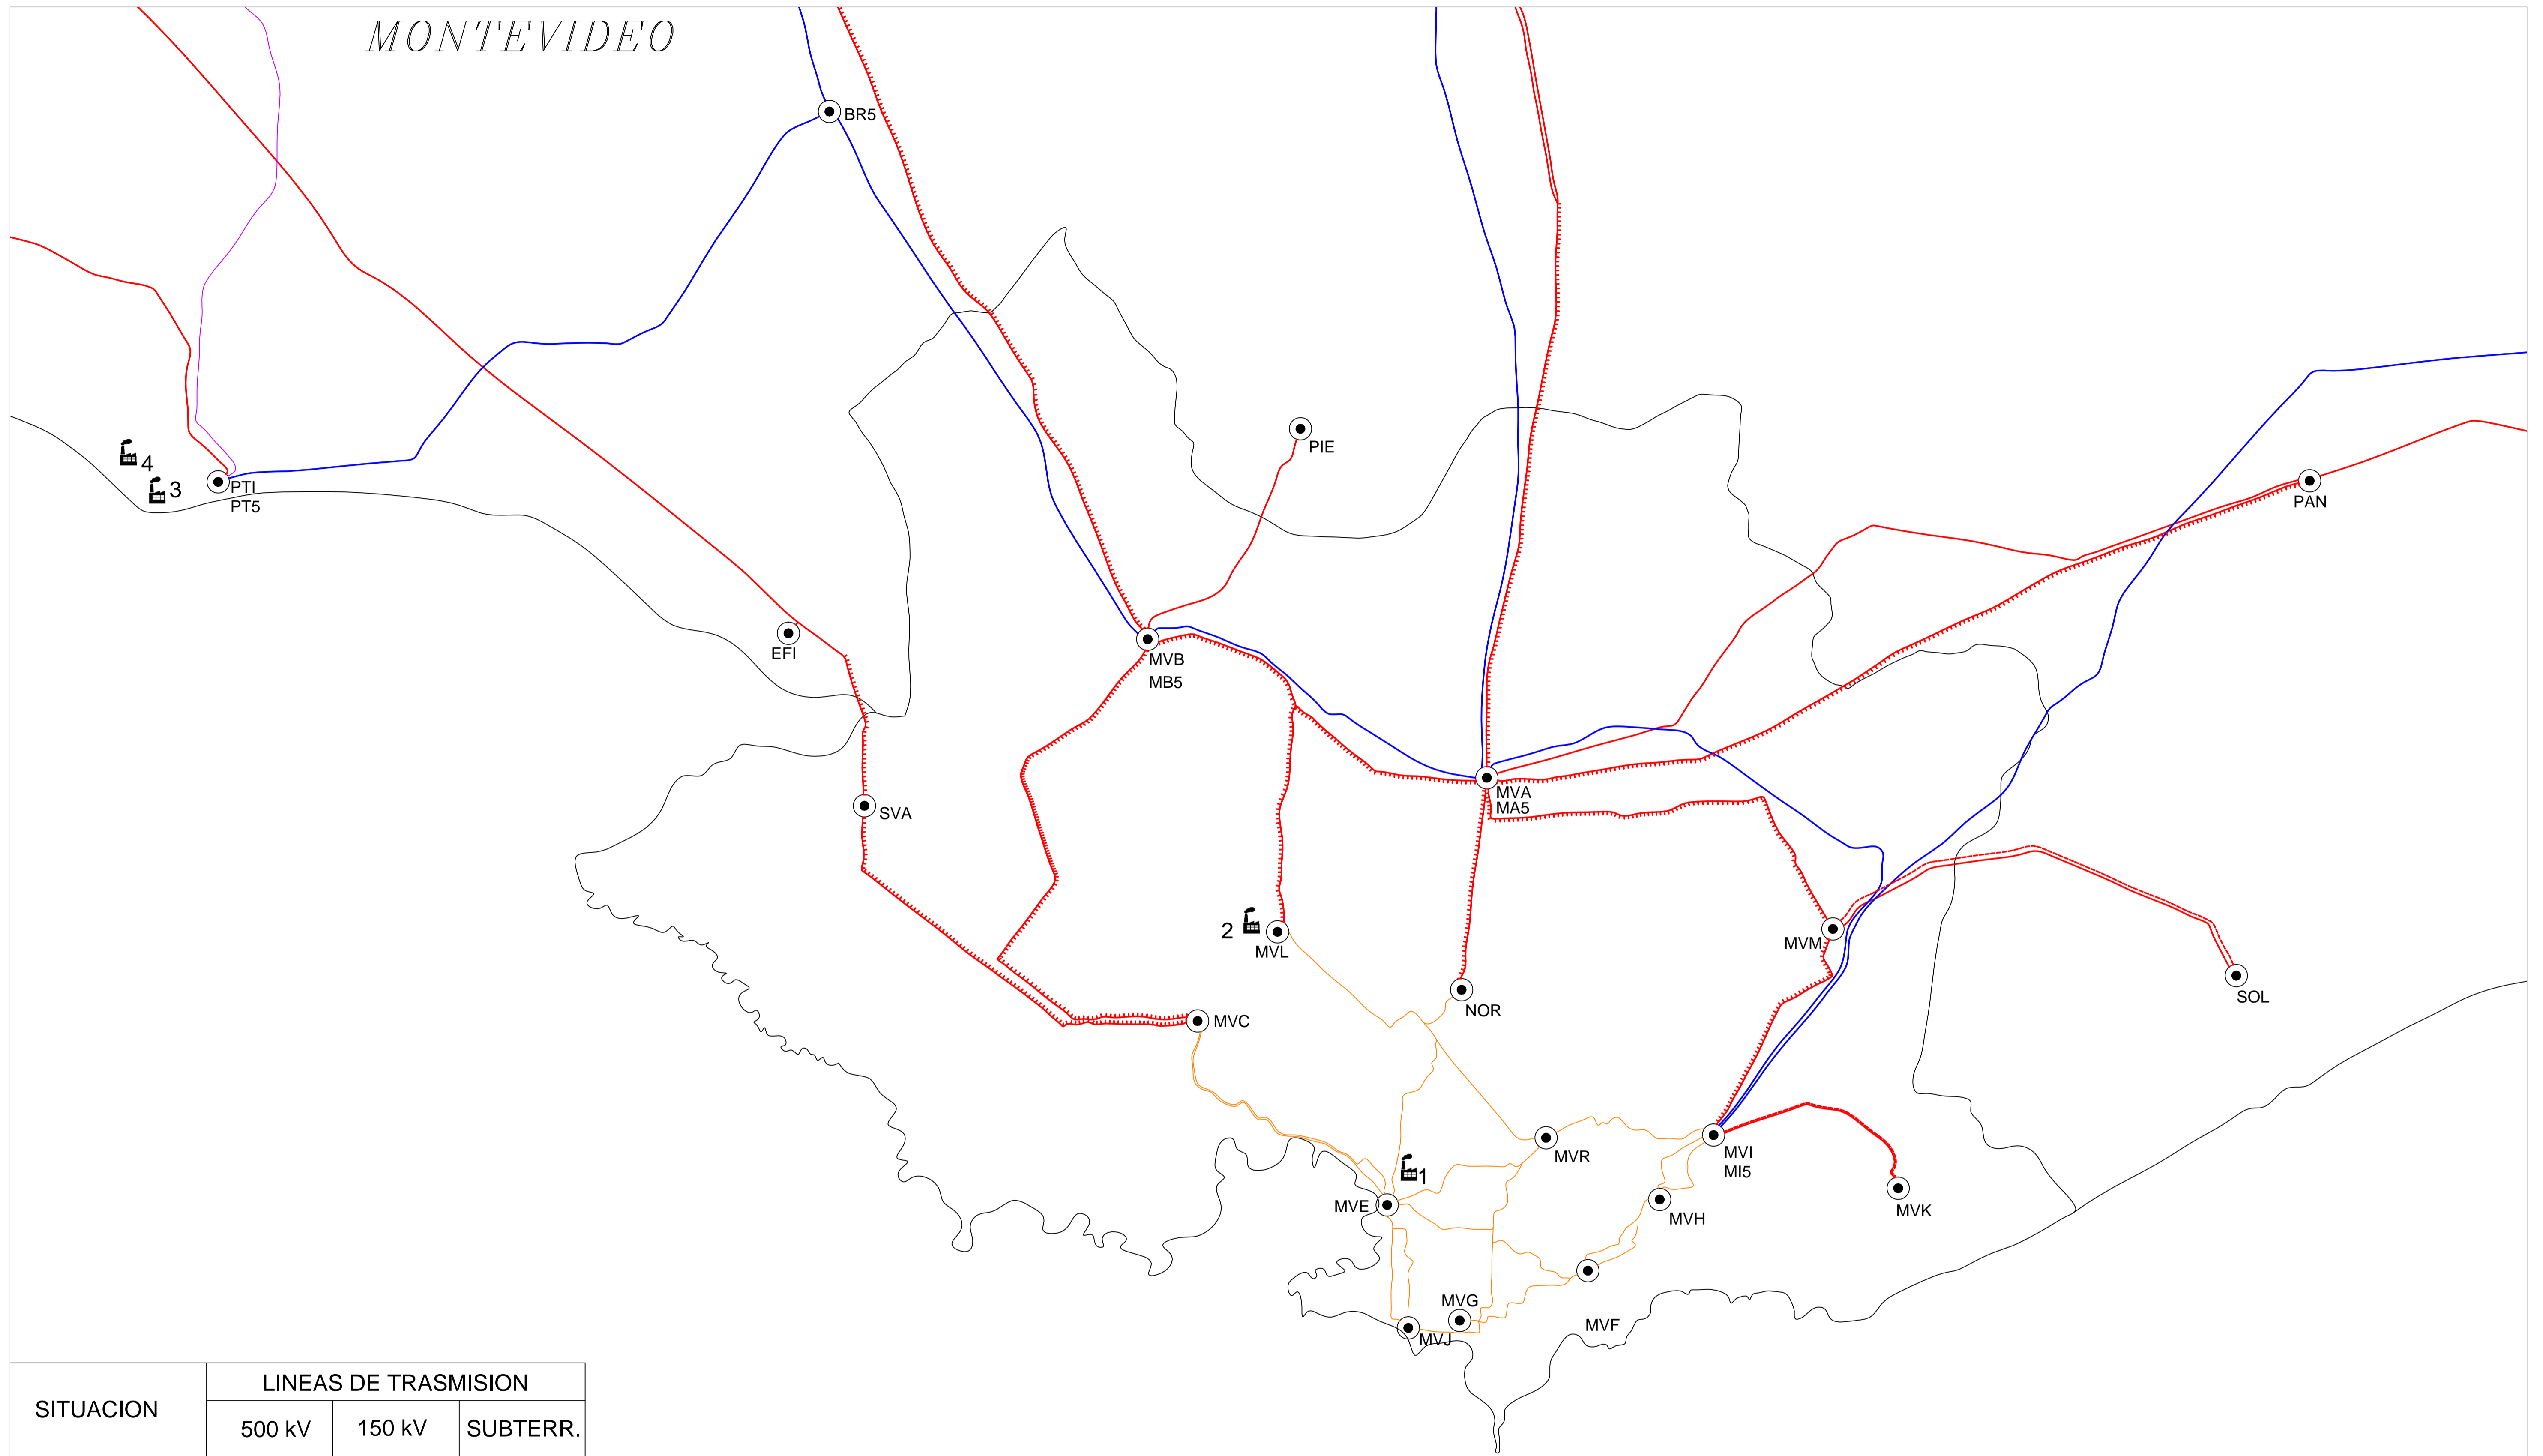 MONTEVIDEO
BR5
PIE
4
3
PTI
PT5
PAN
EFI
MVB
MB5
SVA
MVA
MA5
2
MVL
MVM
NOR
SOL
MVC
MVR
MVI
MI5
1
MVE
MVH
MVK
MVG
MVJ
MVF
SITUACION
LINEAS DE TRASMISION
500 kV
150 kV
SUBTERR.